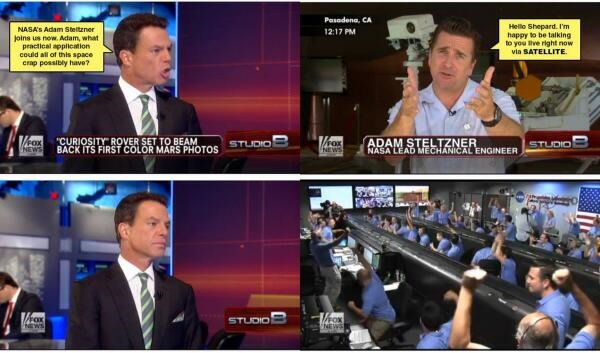 NASA's Adam Steltzner
joins us now. Adam, what
practical application
could all of this space
crap possibly have?
FOX
NEWS
"CURIOSITY" ROVER SET TO BEAM
BACK ITS FIRST COLOR MARS PHOTOS
STUDIO B
Pasadena, CA
12:17 PM
Hello Shepard. I'm
happy to be talking
to you live right now
via SATELLITE.
FOX
NEWS
ADAM STELTZNER
NASA LEAD MECHANICAL ENGINEER
STUDIO B
FOX
NEWS
STUDIO B
FOX
NEWS
NASA